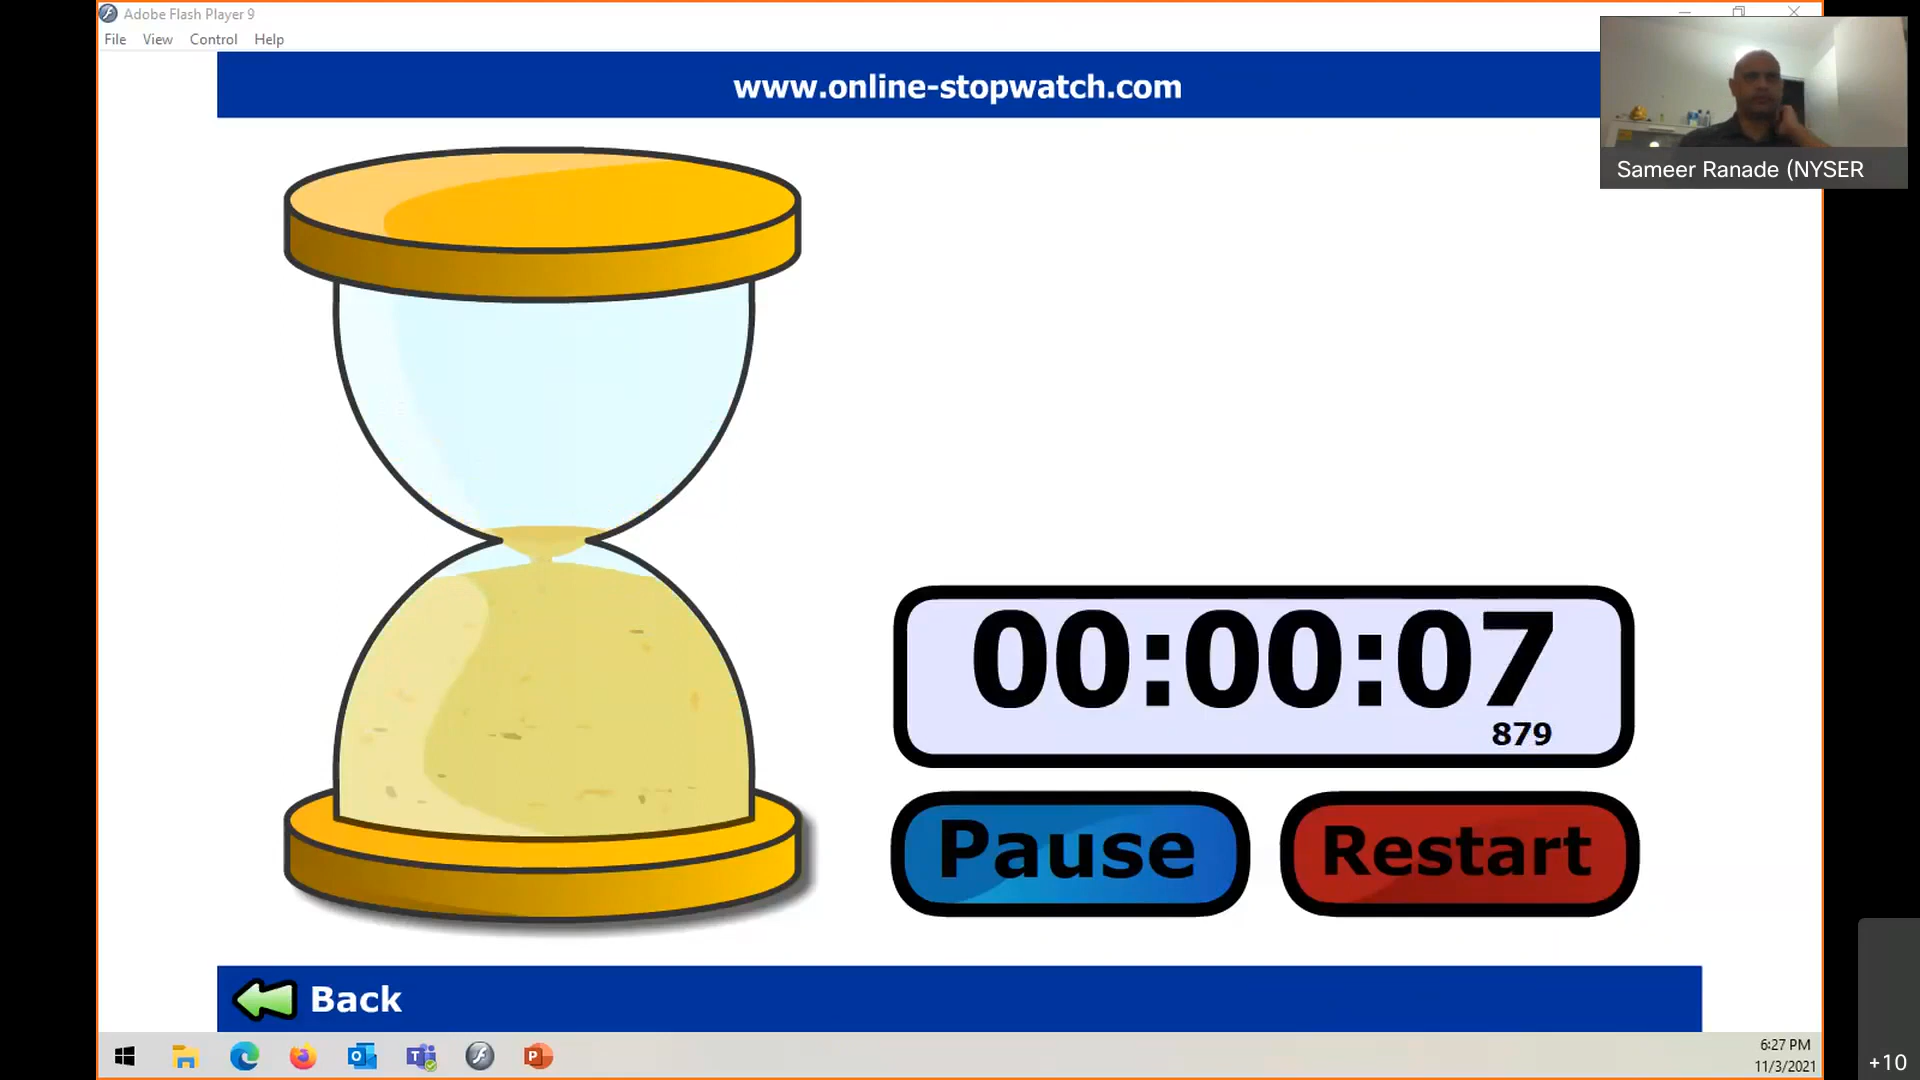 Adobe Flash Player 9
File View Control Help
www.online-stopwatch.com
Sameer Ranade (NYSER
00:00:07
879
Pause Restart
Back
6:27 PM
11/3/2021
+10